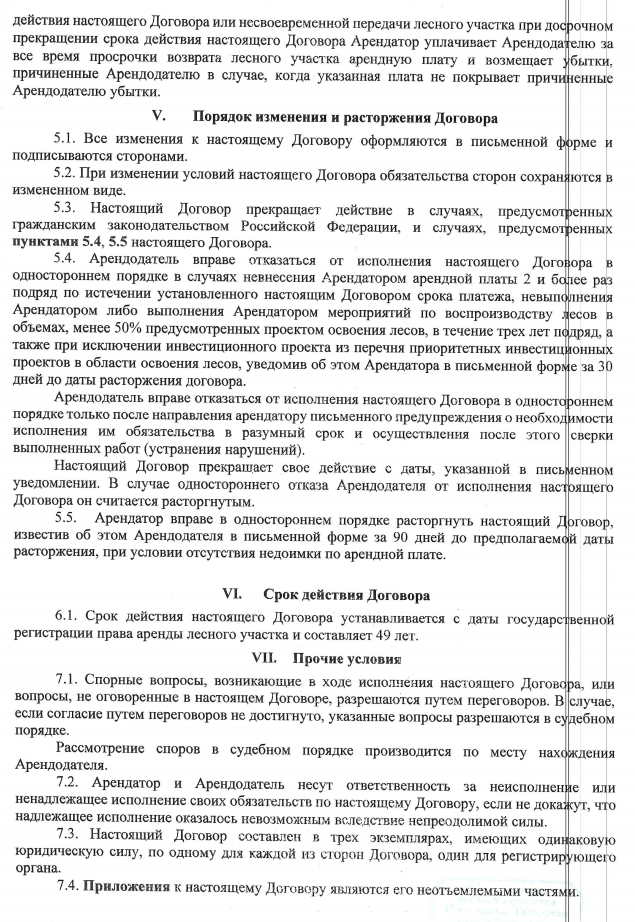 действия настоящего Договора или несвоевременной передачи лесного участка при досрочном
прекращении срока действия настоящего Договора Арендатор уплачивает Арендодателю за
все время просрочки возврата лесного участка арендную плату и возмещает убытки,
причиненные Арендодателю в случае, когда указанная плата не покрывает причиненные
Арендодателю убытки.
V. Порядок изменения и расторжения Договора
5.1. Все изменения к настоящему Договору оформляются в письменной форме и
подписываются сторонами.
5.2. При изменении условий настоящего Договора обязательства сторон сохраняются в
измененном виде.
5.3. Настоящий Договор прекращает действие в случаях, предусмотренных
гражданским законодательством Российской Федерации, и случаях, предусмотренных
пунктами 5.4, 5.5 настоящего Договора.
5.4. Арендодатель вправе отказаться от исполнения настоящего Договора в
одностороннем порядке в случаях невнесения Арендатором арендной платы 2 и более раз
подряд по истечении установленного настоящим Договором срока платежа, невыполнения
Арендатором либо выполнения Арендатором мероприятий по воспроизводству лесов в
объемах, менее 50% предусмотренных проектом освоения лесов, в течение трех лет подряд, а
также при исключении инвестиционного проекта из перечня приоритетных инвестиционных
проектов в области освоения лесов, уведомив об этом Арендатора в письменной форме за 30
дней до даты расторжения договора.
Арендодатель вправе отказаться от исполнения настоящего Договора в одностороннем
порядке только после направления арендатору письменного предупреждения о необходимости
исполнения им обязательства в разумный срок и осуществления после этого сверки
выполненных работ (устранения нарушений).
Настоящий Договор прекращает свое действие с даты, указанной в письменном
уведомлении. В случае одностороннего отказа Арендодателя от исполнения настоящего
Договора он считается расторгнутым.
5.5. Арендатор вправе в одностороннем порядке расторгнуть настоящий Договор,
известив об этом Арендодателя в письменной форме за 90 дней до предполагаемой даты
расторжения, при условии отсутствия недоимки по арендной плате.
VI. Срок действия Договора
6.1. Срок действия настоящего Договора устанавливается с даты государственной
регистрации права аренды лесного участка и составляет 49 лет.
VII. Прочие условия
7.1. Спорные вопросы, возникающие в ходе исполнения настоящего Договора, или
вопросы, не оговоренные в настоящем Договоре, разрешаются путем переговоров. В случае,
если согласие путем переговоров не достигнуто, указанные вопросы разрешаются в судебном
порядке.
Рассмотрение споров в судебном порядке производится по месту нахождения
Арендодателя.
7.2. Арендатор и Арендодатель несут ответственность за неисполнение или
ненадлежащее исполнение своих обязательств по настоящему Договору, если не докажут, что
надлежащее исполнение оказалось невозможным вследствие непреодолимой силы.
7.3. Настоящий Договор составлен в трех экземплярах, имеющих одинаковую
юридическую силу, по одному для каждой из сторон Договора, один для регистрирующего
органа.
7.4. Приложения к настоящему Договору являются его неотъемлемыми частями.